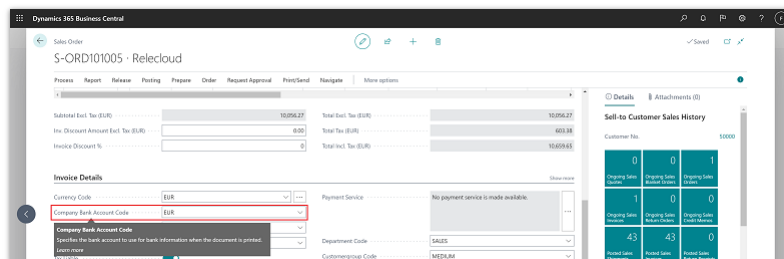 Dynamics 365 Business Central
Sales Order
Saved
S-ORD101005 · Relecloud
Process Report Release Posting Prepare Order Request Approval Print/Send Navigate More options
Details Attachments (0)
Subtotal Excl. Tax (EUR) 10,056.27 Total Excl. Tax (EUR) 10,056.27
Inv. Discount Amount Excl. Tax (EUR) 0.00 Total Tax (EUR) 603.38
Invoice Discount % 0 Total Incl. Tax (EUR) 10,659.65
Sell-to Customer Sales History
Customer No. 50000
Invoice Details Show more
Currency Code EUR Payment Service No payment service is made available.
Company Bank Account Code EUR
Company Bank Account Code
Specifies the bank account to use for bank information when the document is printed.
Learn more
Department Code SALES
Customergroup Code MEDIUM
0 0 1
Ongoing Sales Quotes Ongoing Sales Blanket Orders Ongoing Sales Orders
1 0 0
Ongoing Sales Invoices Ongoing Sales Return Orders Ongoing Sales Credit Memos
43 43 0
Posted Sales Posted Sales Posted Sales